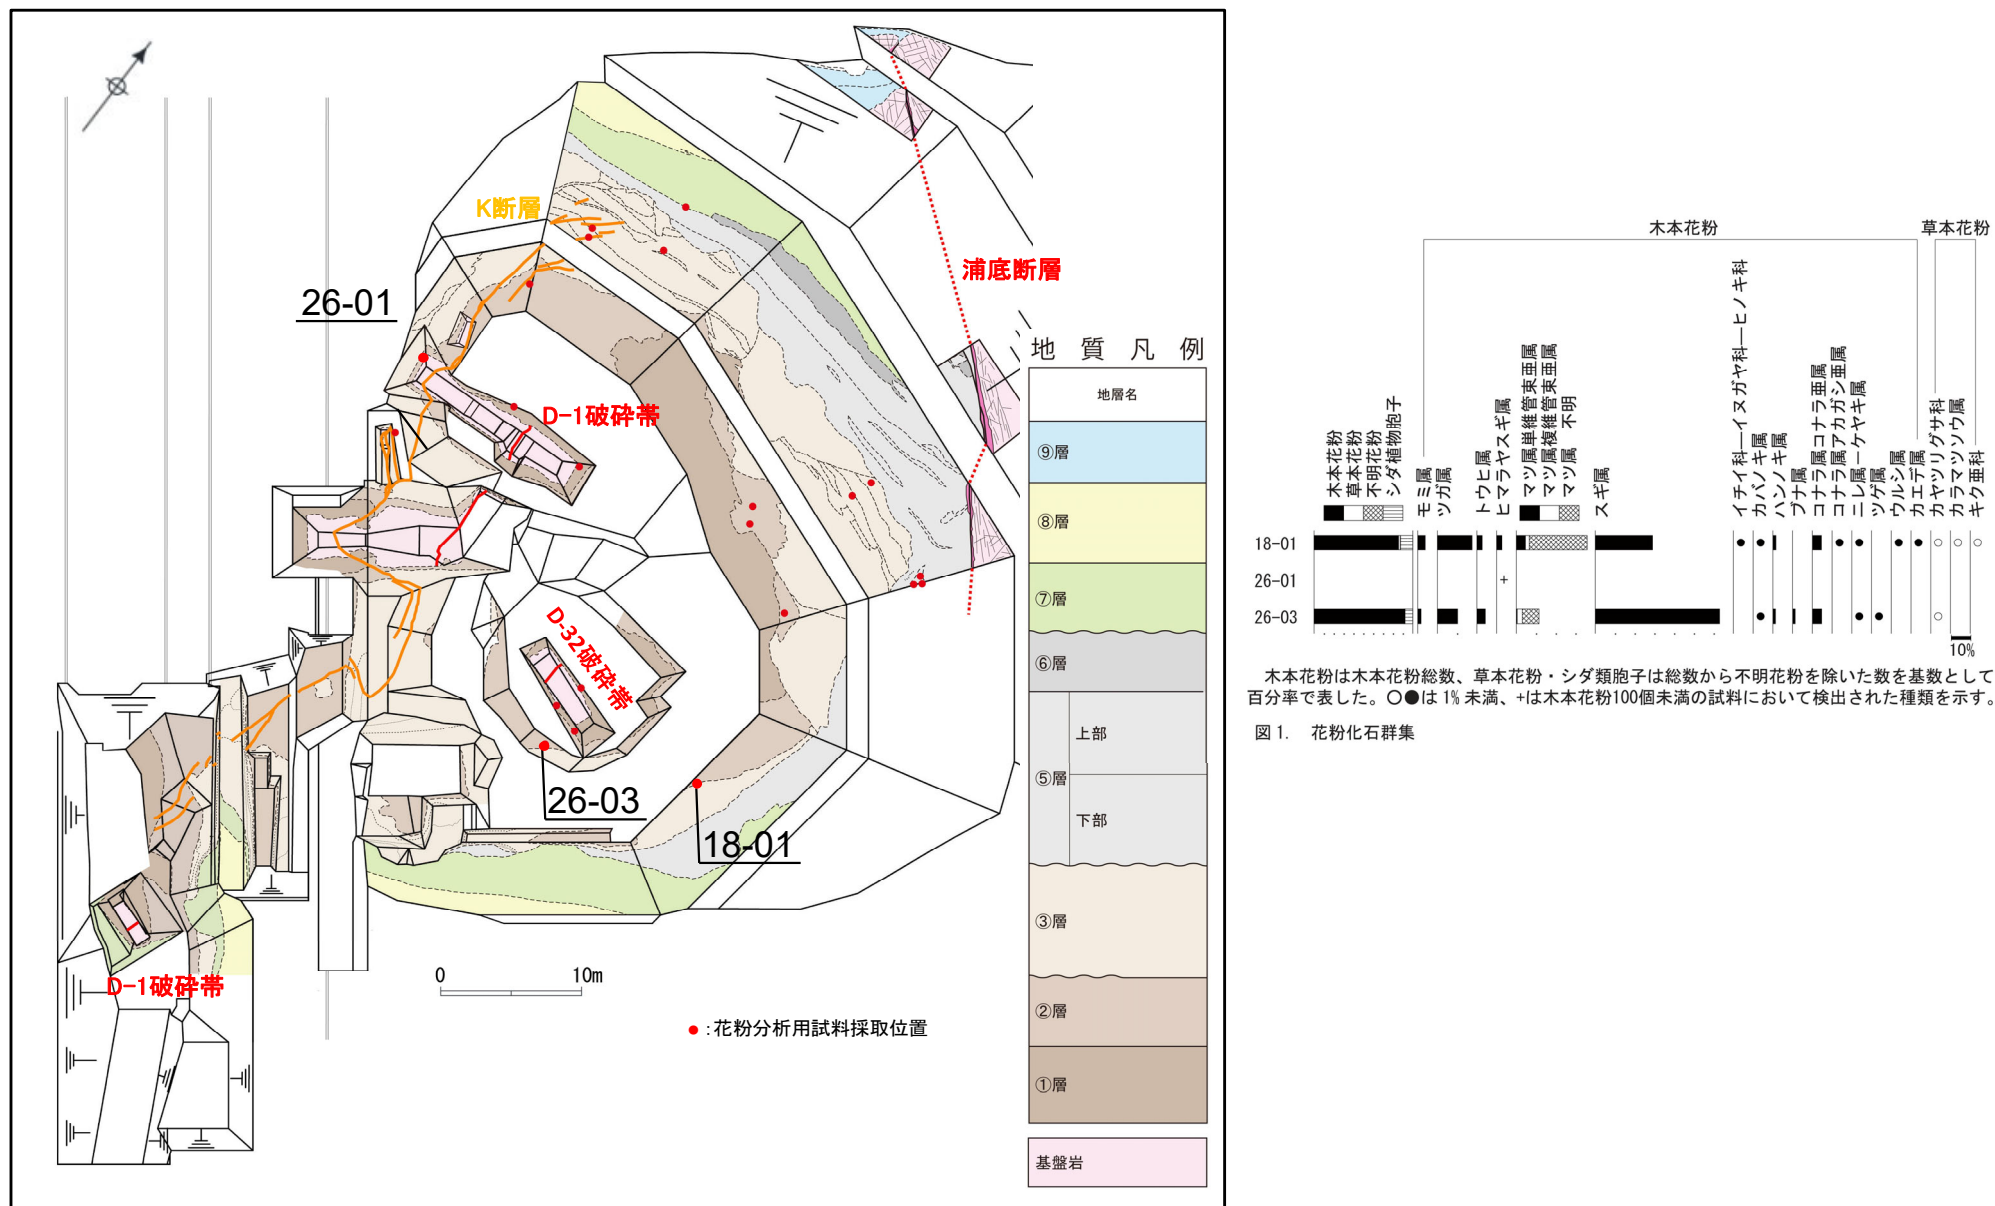 K断層
26-01
浦底断層
D-1破砕帯
D-32破砕帯
26-03
18-01
D-1破砕帯
0 10m
●:花粉分析用試料採取位置
地質凡例
地層名
⑨層
⑧層
⑦層
⑥層
上部
⑤層
下部
③層
②層
①層
基盤岩
木本花粉
草本花粉
木本花粉
草本花粉
不明花粉
シダ植物胞子
モミ属
ツガ属
トウヒ属
ヒマラヤスギ属
マツ属単維管束亜属
マツ属複維管束亜属
マツ属 不明
スギ属
イチイ科―イヌガヤ科―ヒノキ科
カバノキ属
ハンノキ属
ブナ属
コナラ属コナラ亜属
コナラ属アカガシ亜属
ニレ属―ケヤキ属
ツゲ属
ウルシ属
カエデ属
カヤツリグサ科
カラマツソウ属
キク亜科
18-01
26-01
+
26-03
10%
木本花粉は木本花粉総数、草本花粉・シダ類胞子は総数から不明花粉を除いた数を基数として
百分率で表した。○●は1%未満、+は木本花粉100個未満の試料において検出された種類を示す。
図1. 花粉化石群集